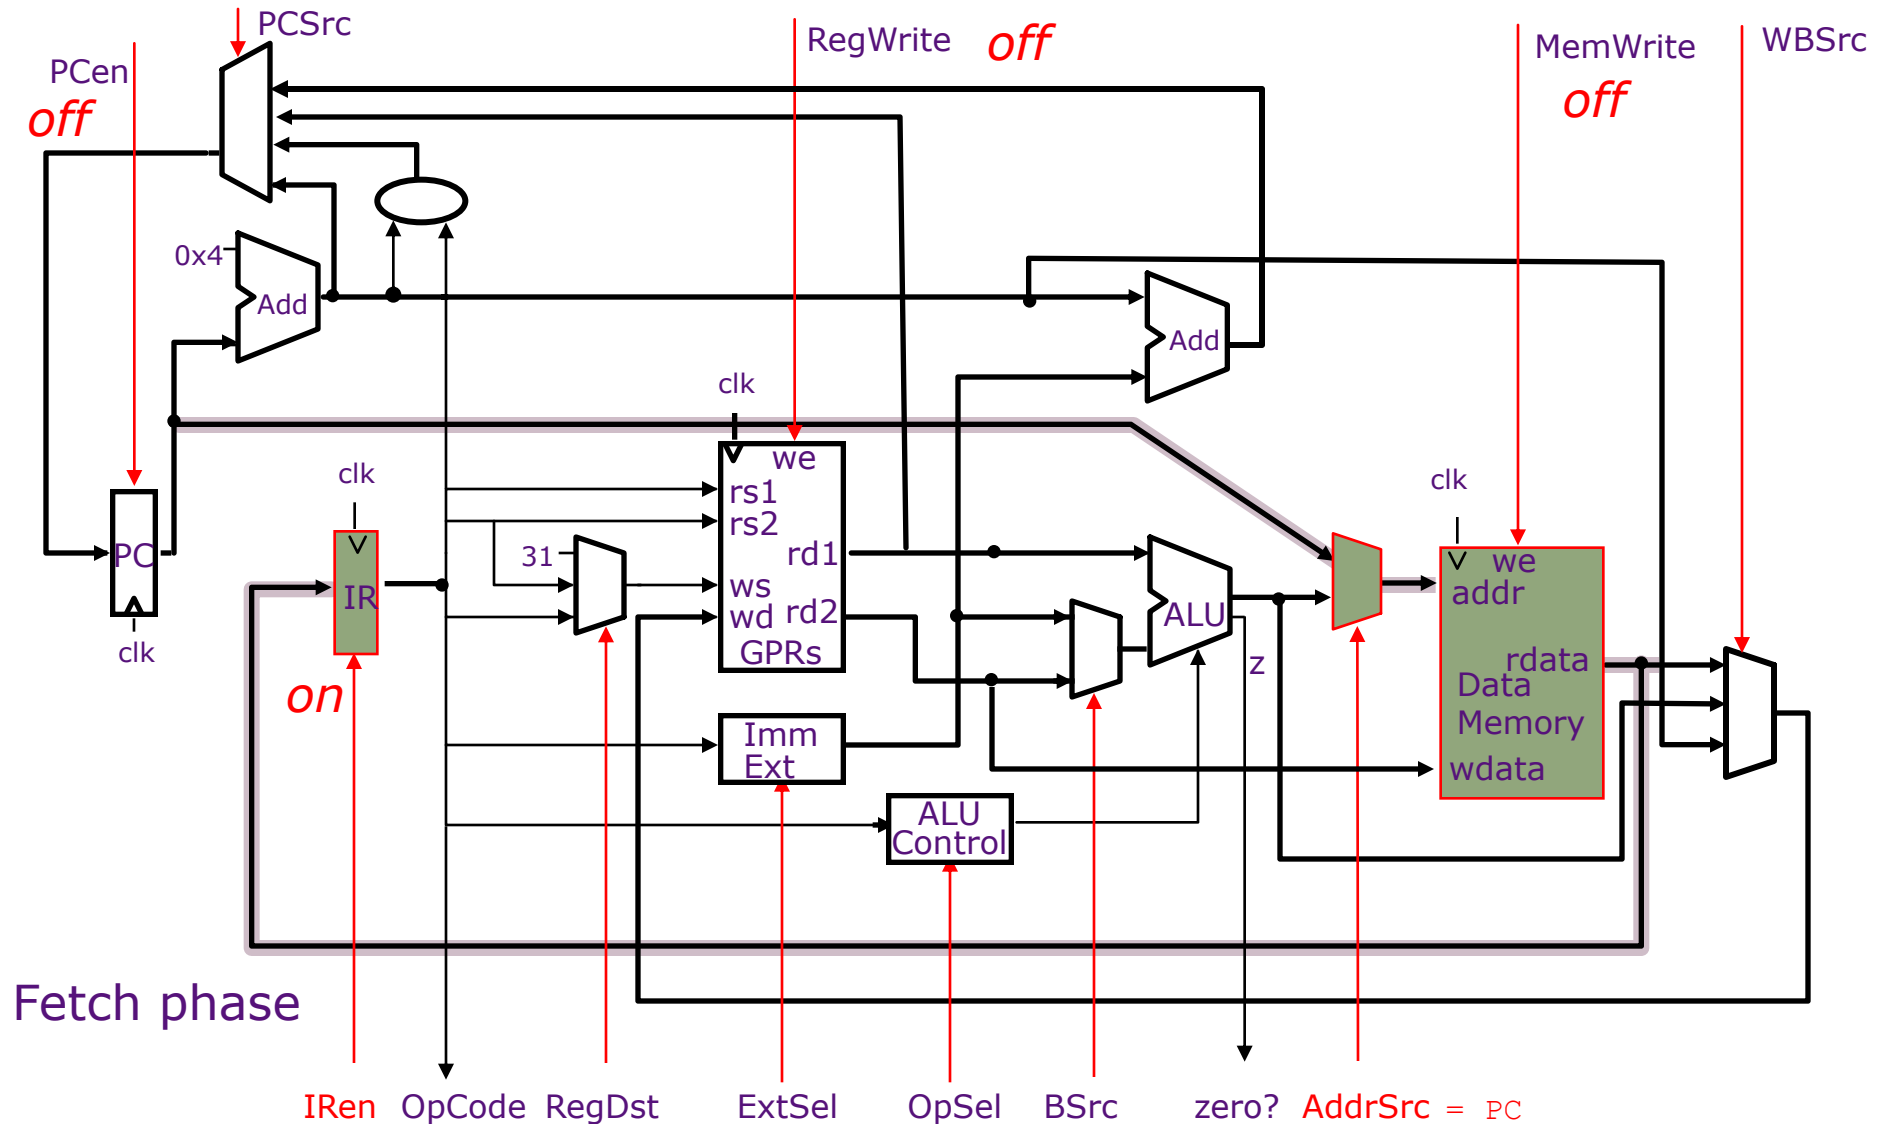 PCSrc
RegWrite
off
MemWrite
off
WBSrc
PCen
off
0x4
Add
Add
clk
clk
clk
we
rs1
rs2
rd1
31
ws
wd
rd2
GPRs
PC
clk
IR
on
ALU
z
we
addr
rdata
Data
Memory
wdata
Imm
Ext
ALU
Control
Fetch phase
IRen
OpCode
RegDst
ExtSel
OpSel
BSrc
zero?
AddrSrc = PC